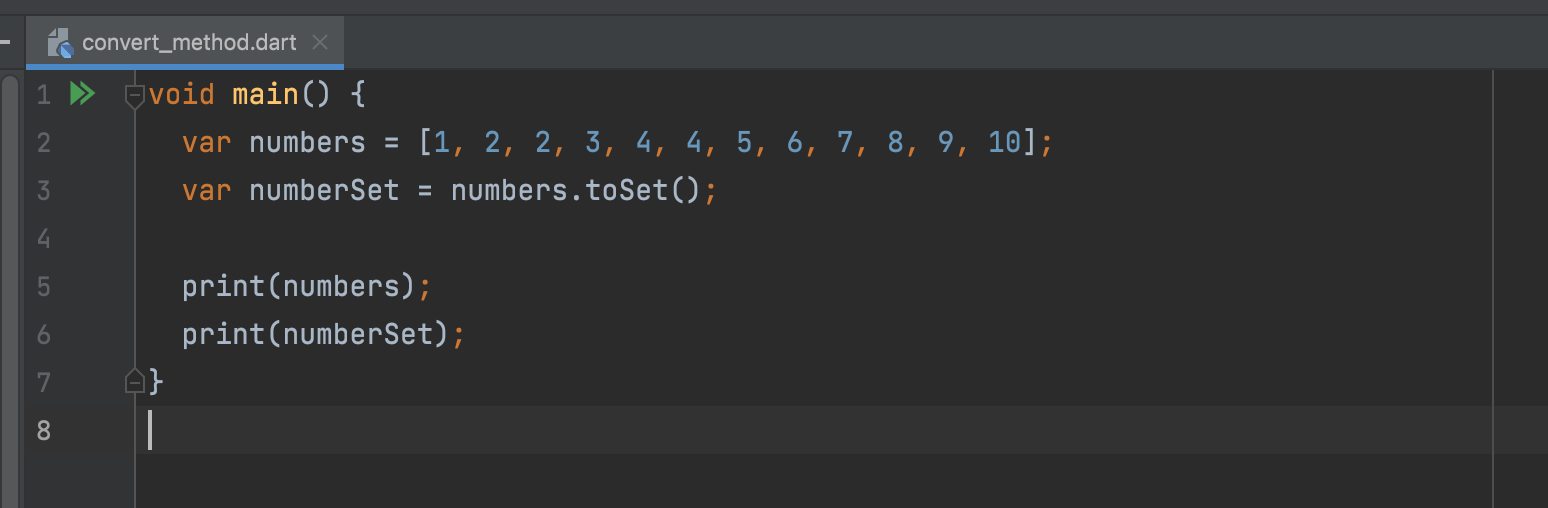 convert_method.dart
1 void main() {
2   var numbers = [1, 2, 2, 3, 4, 4, 5, 6, 7, 8, 9, 10];
3   var numberSet = numbers.toSet();
4
5   print(numbers);
6   print(numberSet);
7 }
8